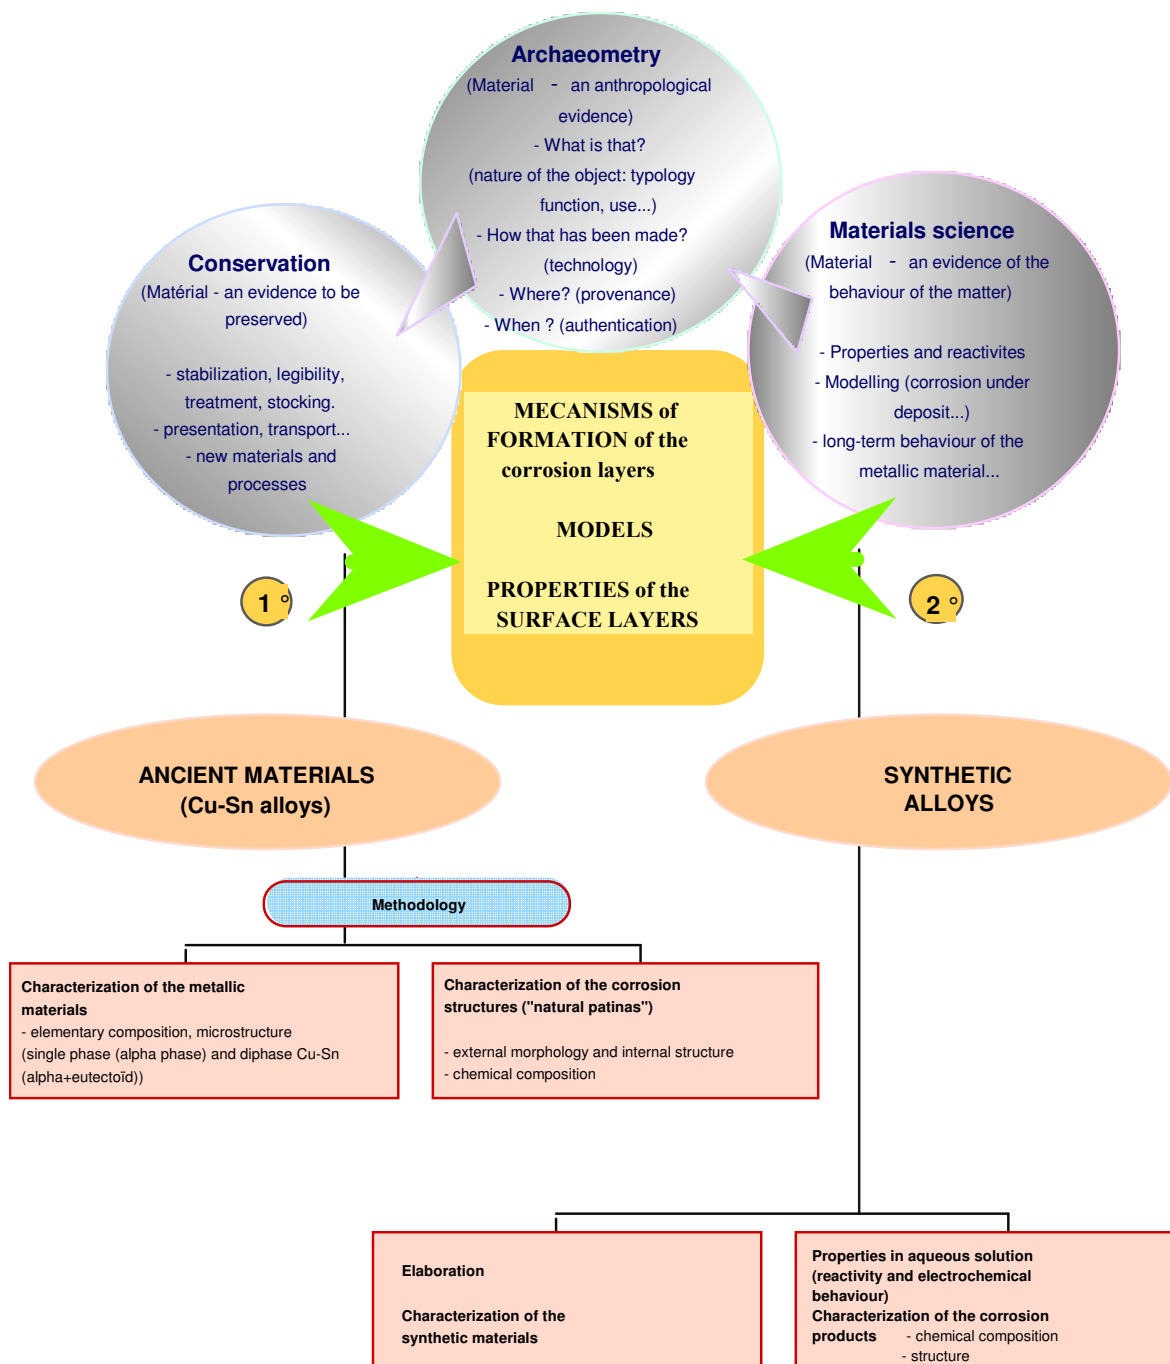 Archaeometry
(Material - an anthropological
evidence)
- What is that?
(nature of the object: typology
function, use...)
- How that has been made?
(technology)
- Where? (provenance)
- When ? (authentication)
Conservation
(Matérial - an evidence to be
preserved)
- stabilization, legibility,
treatment, stocking.
- presentation, transport...
- new materials and
processes
Materials science
(Material - an evidence of the
behaviour of the matter)
- Properties and reactivites
- Modelling (corrosion under
deposit...)
- long-term behaviour of the
metallic material...
MECANISMS of
FORMATION of the
corrosion layers
MODELS
PROPERTIES of the
SURFACE LAYERS
1 °
2 °
ANCIENT MATERIALS
(Cu-Sn alloys)
SYNTHETIC
ALLOYS
Methodology
Characterization of the metallic
materials
- elementary composition, microstructure
(single phase (alpha phase) and diphase Cu-Sn
(alpha+eutectoïd))
Characterization of the corrosion
structures ("natural patinas")
- external morphology and internal structure
- chemical composition
Elaboration
Characterization of the
synthetic materials
Properties in aqueous solution
(reactivity and electrochemical
behaviour)
Characterization of the corrosion
products - chemical composition
- structure